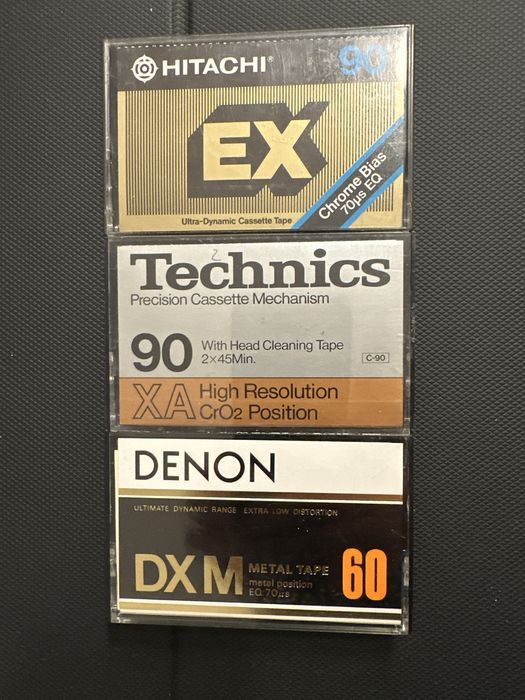 HITACHI® 90
EX
Chrome Bias
70µs EQ
Ultra-Dynamic Cassette Tape
2
Technics
Precision Cassette Mechanism
90 With Head Cleaning Tape
2×45Min.
C-90
XA High Resolution
CrO2 Position
DENON
ULTIMATE DYNAMIC RANGE EXTRA LOW DISTORTION
DXM METAL TAPE 60
metal position
EQ:70µs